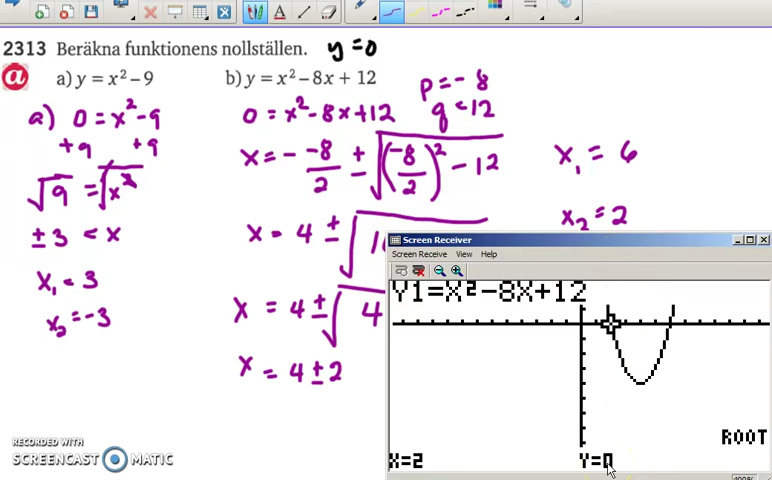 2313 Beräkna funktionens nollställen. y=0
a a) y = x² – 9 b) y = x² – 8x + 12
p = -8
q = 12
a) 0 = x² - 9
+9 +9
√9 = √x²
±3 = x
x₁ = 3
x₂ = -3
0 = x² - 8x + 12
x = - -8/2 ± √(-8/2)² - 12
x = 4 ±
x = 4 ± √4
x = 4 ± 2
x₁ = 6
x₂ = 2
Screen Receiver
Screen Receive View Help
Y1=X²-8X+12
ROOT
X=2 Y=0
RECORDED WITH
SCREENCAST MATIC